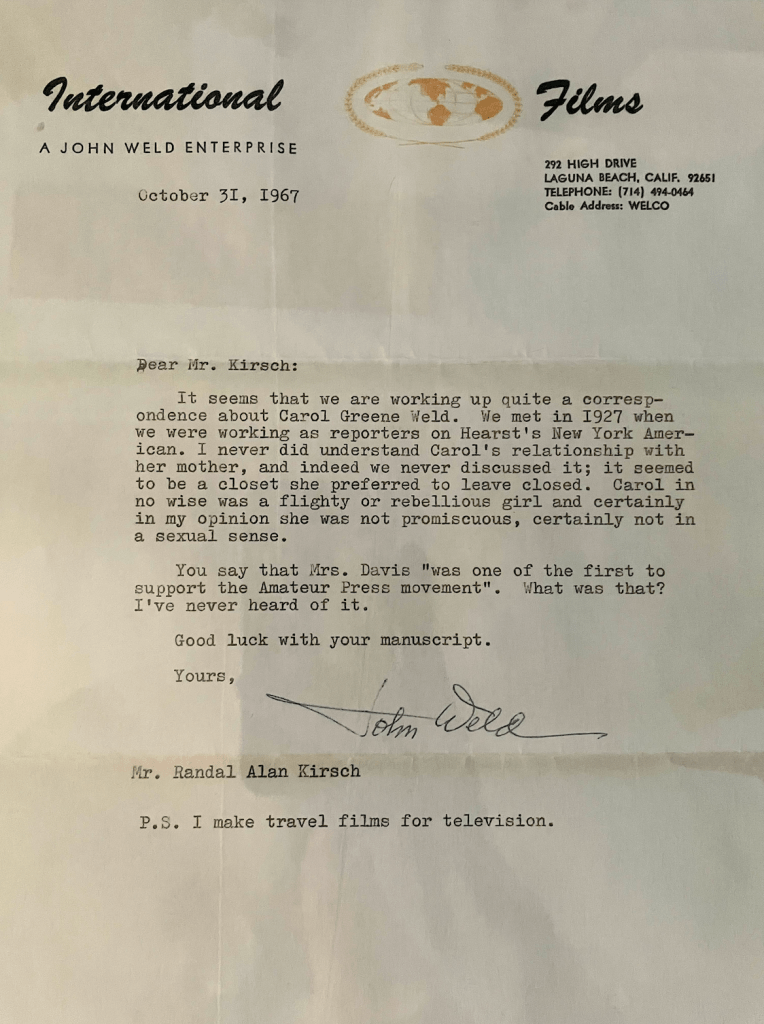 International Films
A JOHN WELD ENTERPRISE
292 HIGH DRIVE
LAGUNA BEACH, CALIF. 92651
TELEPHONE: (714) 494-0464
Cable Address: WELCO
October 3I, I967
Dear Mr. Kirsch:
It seems that we are working up quite a corresp-
ondence about Carol Greene Weld. We met in I927 when
we were working as reporters on Hearst's New York Amer-
ican. I never did understand Carol's relationship with
her mother, and indeed we never discussed it; it seemed
to be a closet she preferred to leave closed. Carol in
no wise was a flighty or rebellious girl and certainly
in my opinion she was not promiscuous, certainly not in
a sexual sense.
You say that Mrs. Davis "was one of the first to
support the Amateur Press movement". What was that?
I've never heard of it.
Good luck with your manuscript.
Yours,
John Weld
Mr. Randal Alan Kirsch
P.S. I make travel films for television.